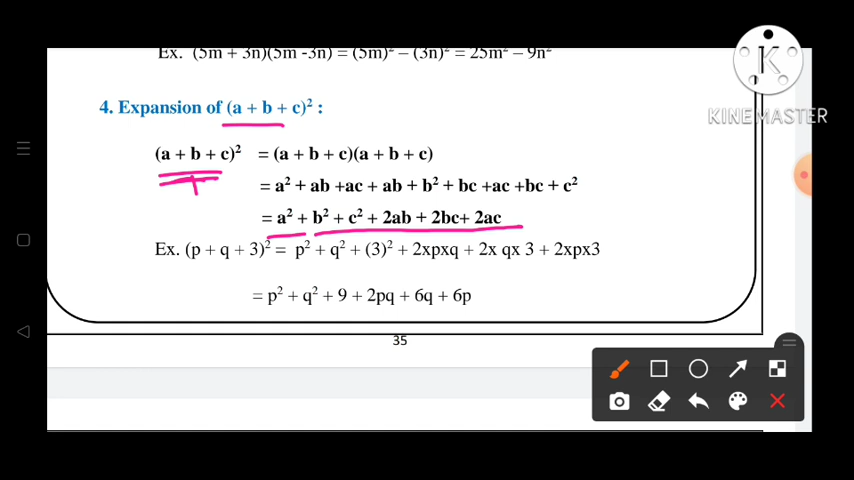 Ex. (5m + 3n)(5m -3n) = (5m)² – (3n)² = 25m² – 9n²
K
KINEMASTER
4. Expansion of (a + b + c)² :
(a + b + c)² = (a + b + c)(a + b + c)
= a² + ab +ac + ab + b² + bc +ac +bc + c²
= a² + b² + c² + 2ab + 2bc+ 2ac
Ex. (p + q + 3)² = p² + q² + (3)² + 2xpxq + 2x qx 3 + 2xpx3
= p² + q² + 9 + 2pq + 6q + 6p
35